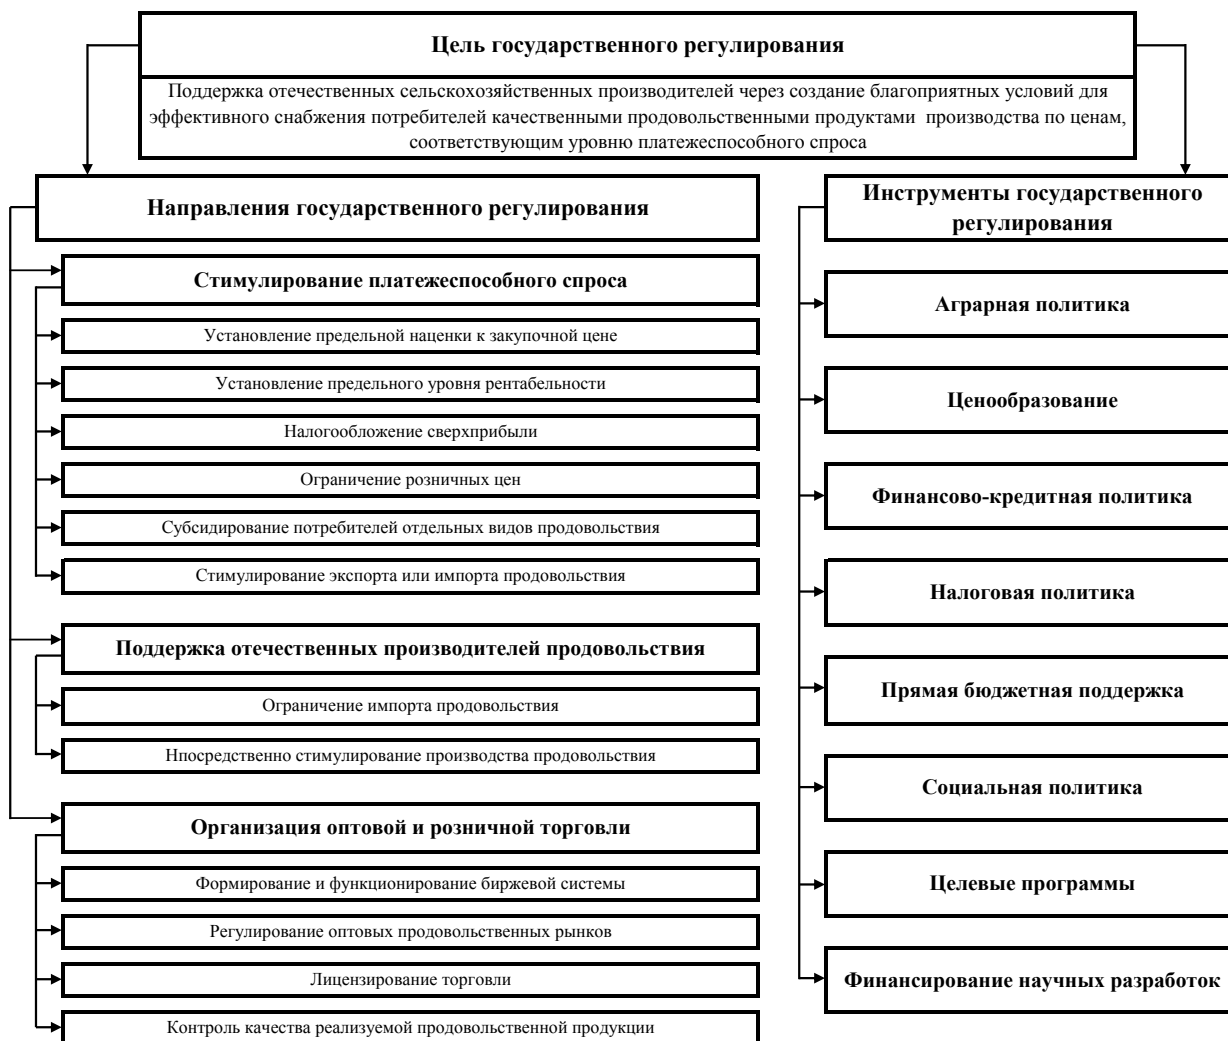 Цель государственного регулирования
Поддержка отечественных сельскохозяйственных производителей через создание благоприятных условий для
эффективного снабжения потребителей качественными продовольственными продуктами производства по ценам,
соответствующим уровню платежеспособного спроса
Направления государственного регулирования
Стимулирование платежеспособного спроса
Установление предельной наценки к закупочной цене
Установление предельного уровня рентабельности
Налогообложение сверхприбыли
Ограничение розничных цен
Субсидирование потребителей отдельных видов продовольствия
Стимулирование экспорта или импорта продовольствия
Поддержка отечественных производителей продовольствия
Ограничение импорта продовольствия
Нпосредственно стимулирование производства продовольствия
Организация оптовой и розничной торговли
Формирование и функционирование биржевой системы
Регулирование оптовых продовольственных рынков
Лицензирование торговли
Контроль качества реализуемой продовольственной продукции
Инструменты государственного
регулирования
Аграрная политика
Ценообразование
Финансово-кредитная политика
Налоговая политика
Прямая бюджетная поддержка
Социальная политика
Целевые программы
Финансирование научных разработок